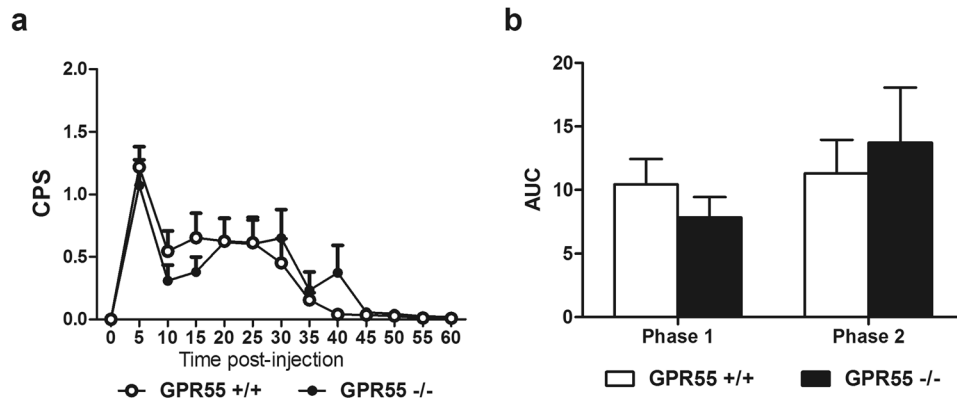 a
CPS
2.0
1.5
1.0
0.5
0.0
0 5 10 15 20 25 30 35 40 45 50 55 60
Time post-injection
GPR55 +/+ GPR55 -/-
b
AUC
20
15
10
5
0
Phase 1 Phase 2
GPR55 +/+ GPR55 -/-